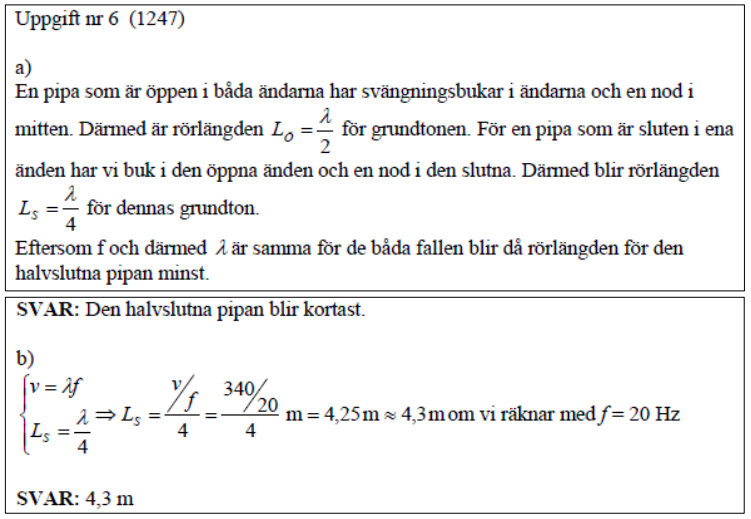 Uppgift nr 6 (1247)
a)
En pipa som är öppen i båda ändarna har svängningsbukar i ändarna och en nod i
mitten. Därmed är rörlängden L_O = λ/2 för grundtonen. För en pipa som är sluten i ena
änden har vi buk i den öppna änden och en nod i den slutna. Därmed blir rörlängden
L_s = λ/4 för dennas grundton.
Eftersom f och därmed λ är samma för de båda fallen blir då rörlängden för den
halvslutna pipan minst.
SVAR: Den halvslutna pipan blir kortast.
b)
{v = λf
L_s = λ/4 ⇒ L_s = (v/f)/4 = (340/20)/4 m = 4,25 m ≈ 4,3 m om vi räknar med f = 20 Hz
SVAR: 4,3 m